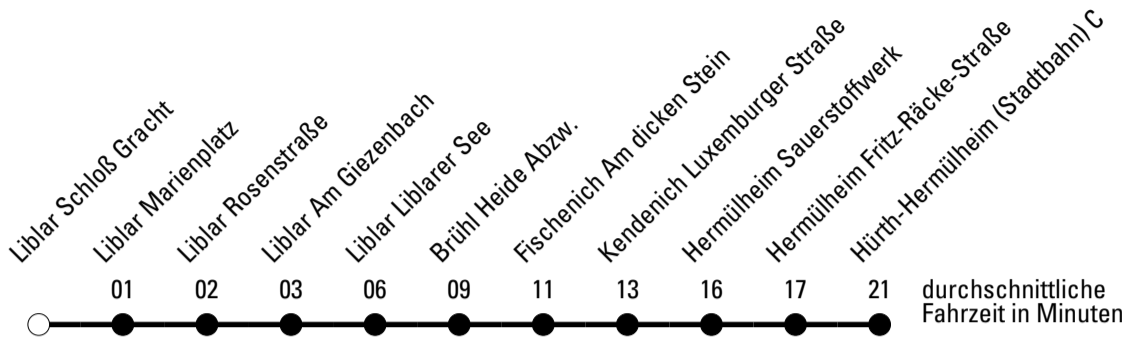 Liblar Schloß Gracht
Liblar Marienplatz
Liblar Rosenstraße
Liblar Am Giezenbach
Liblar Liblarer See
Brühl Heide Abzw.
Fischenich Am dicken Stein
Kendenich Luxemburger Straße
Hermülheim Sauerstoffwerk
Hermülheim Fritz-Räcke-Straße
Hürth-Hermülheim (Stadtbahn) C
01 02 03 06 09 11 13 16 17 21
durchschnittliche
Fahrzeit in Minuten